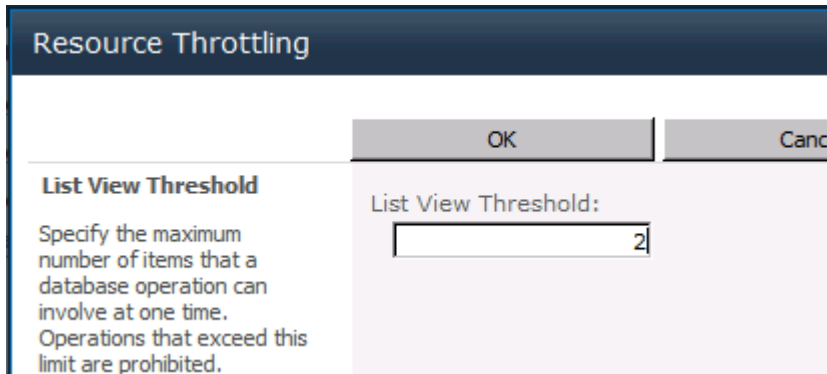 Resource Throttling
OK
Canc
List View Threshold
Specify the maximum
number of items that a
database operation can
involve at one time.
Operations that exceed this
limit are prohibited.
List View Threshold:
2